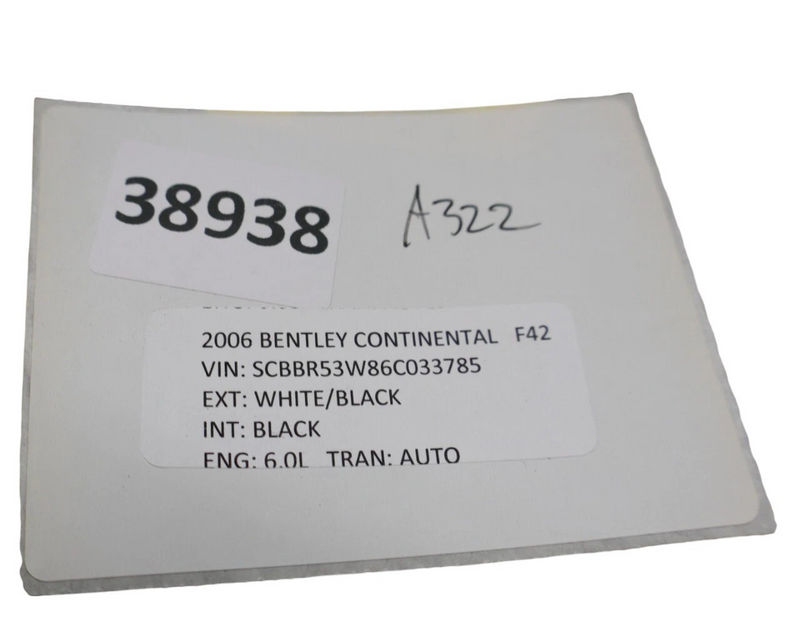 38938
A322
2006 BENTLEY CONTINENTAL F42
VIN: SCBBR53W86C033785
EXT: WHITE/BLACK
INT: BLACK
ENG: 6.0L TRAN: AUTO